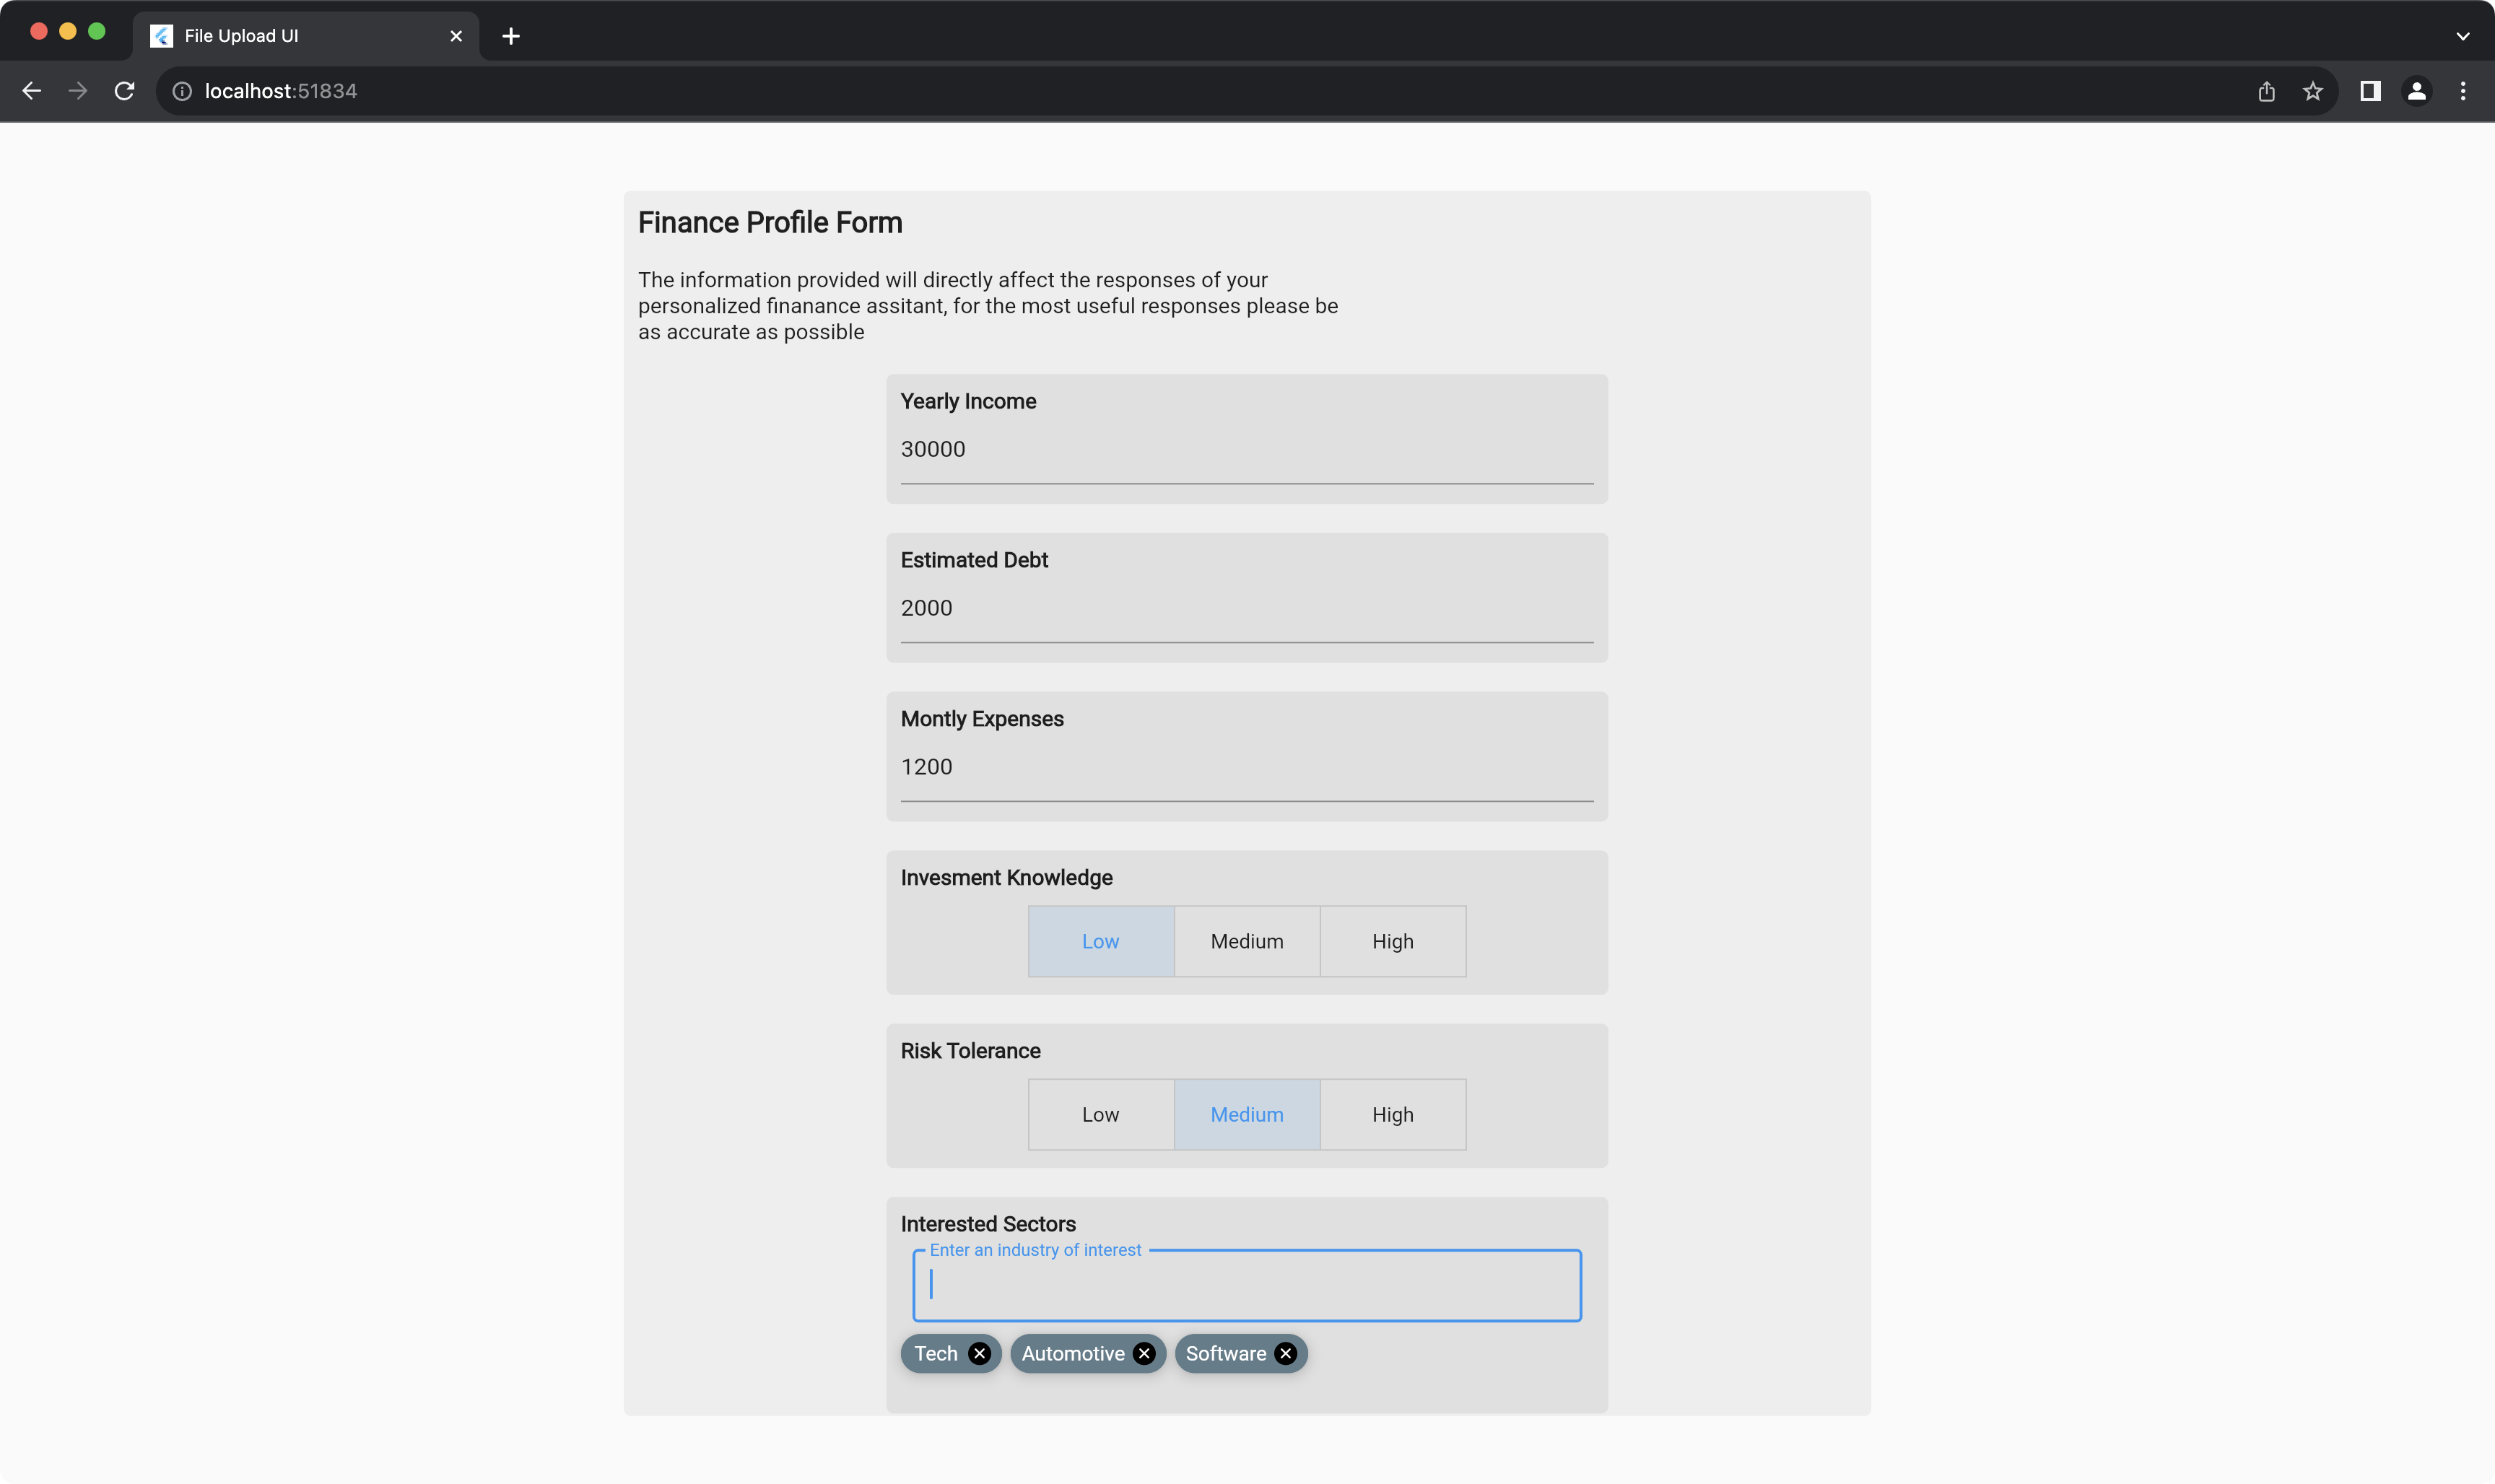 File Upload UI
localhost:51834
Finance Profile Form
The information provided will directly affect the responses of your
personalized finanance assitant, for the most useful responses please be
as accurate as possible
Yearly Income
30000
Estimated Debt
2000
Montly Expenses
1200
Invesment Knowledge
Low Medium High
Risk Tolerance
Low Medium High
Interested Sectors
Enter an industry of interest
Tech Automotive Software